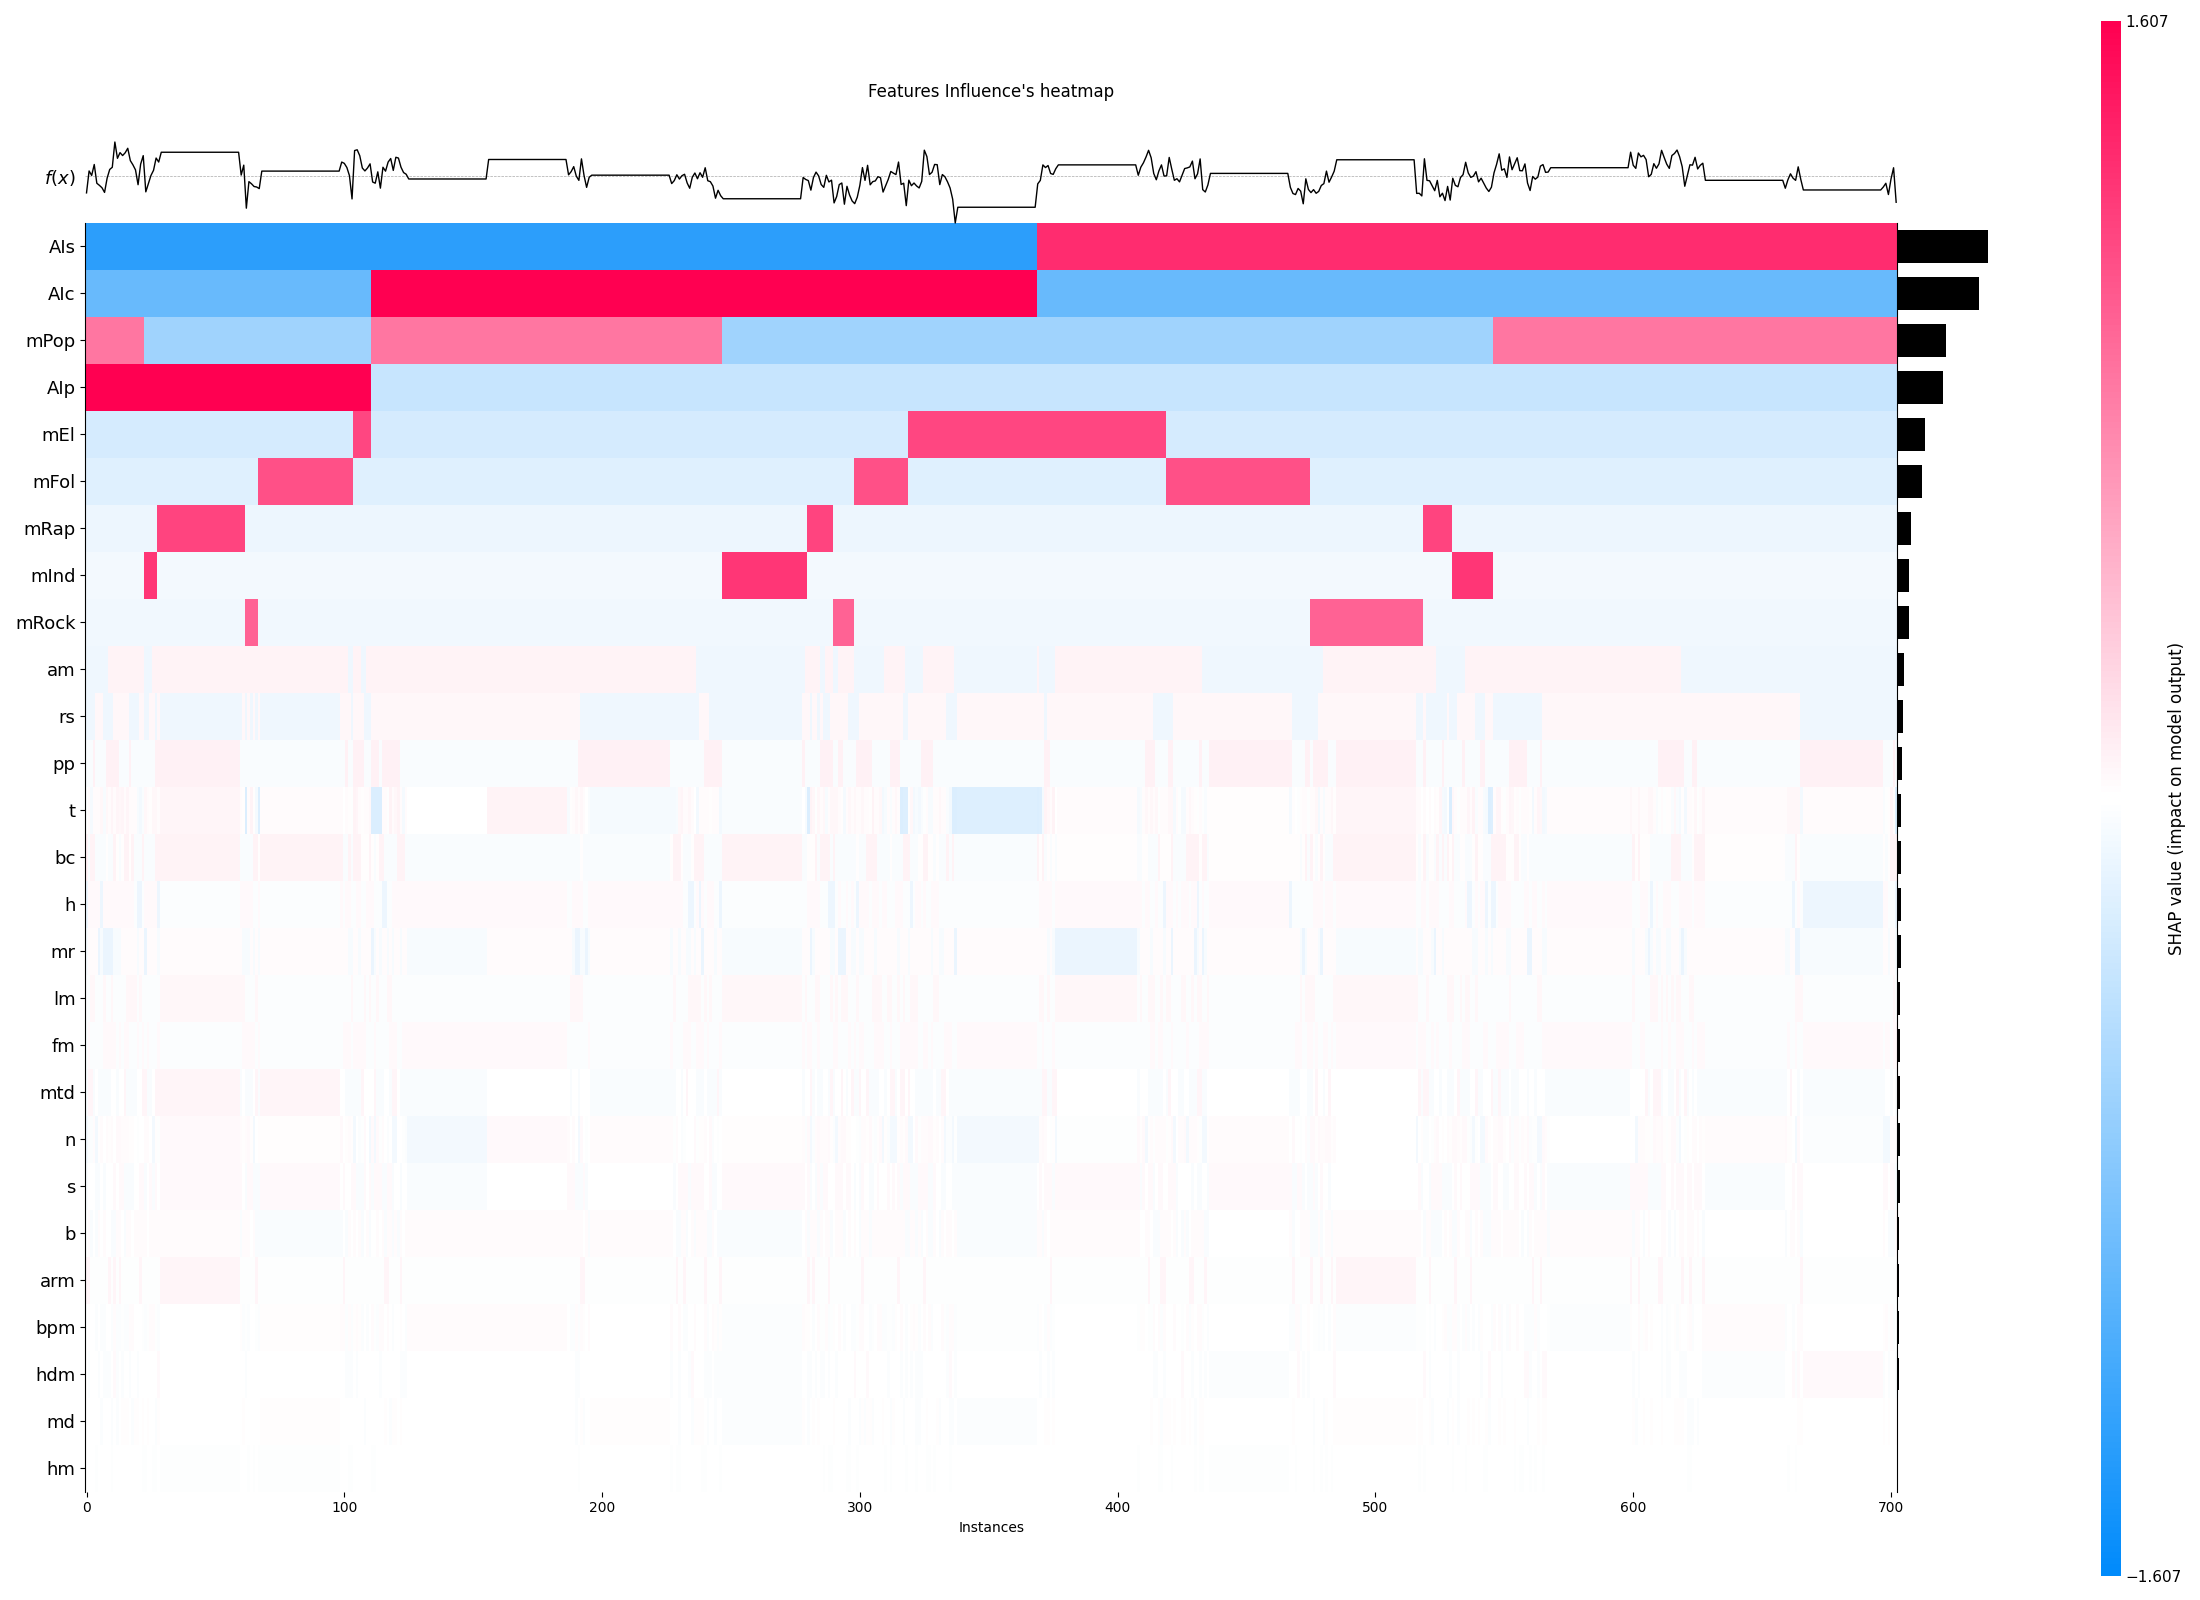 1.607
Features Influence's heatmap
f(x)
AIs
AIc
mPop
AIp
mEl
mFol
mRap
mInd
mRock
am
rs
pp
t
bc
h
mr
lm
fm
mtd
n
s
b
arm
bpm
hdm
md
hm
0 100 200 300 400 500 600 700
Instances
SHAP value (impact on model output)
−1.607